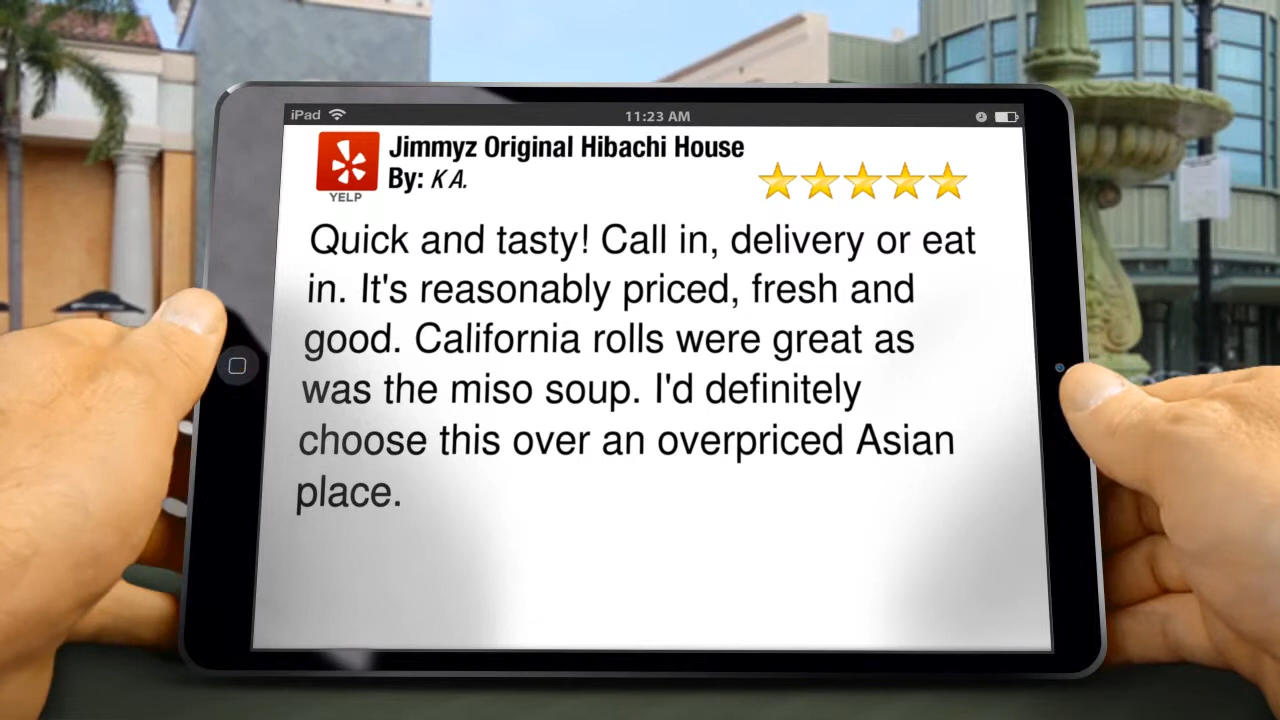 iPad 11:23 AM
Jimmyz Original Hibachi House
By: K A.
YELP
Quick and tasty! Call in, delivery or eat
in. It's reasonably priced, fresh and
good. California rolls were great as
was the miso soup. I'd definitely
choose this over an overpriced Asian
place.